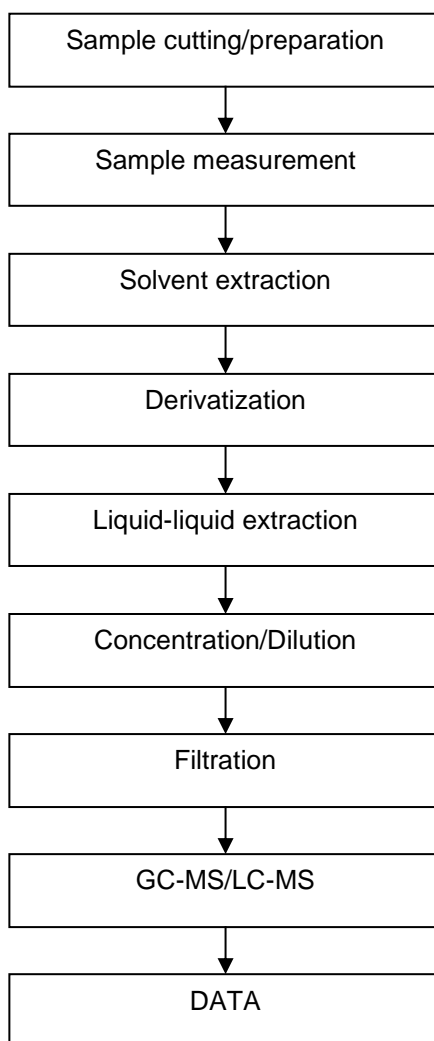 Sample cutting/preparation
Sample measurement
Solvent extraction
Derivatization
Liquid-liquid extraction
Concentration/Dilution
Filtration
GC-MS/LC-MS
DATA